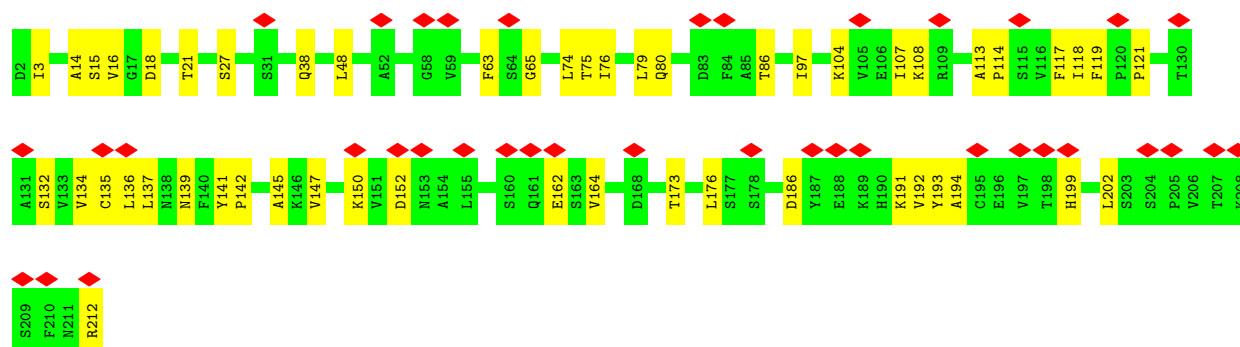 D2 I3 A14 S15 V16 G17 D18 T21 S27 S31 Q38 L48 A52 G58 V59 F63 S64 G65 L74 T75 I76 L79 Q80 D83 F84 A85 T86 I97 K104 V105 E106 I107 K108 R109 A113 P114 S115 V116 F117 I118 F119 P120 P121 T130
A131 S132 V133 V134 C135 L136 L137 N138 N139 F140 Y141 P142 A145 K146 V147 K150 V151 D152 N153 A154 L155 S160 Q161 E162 S163 V164 D168 T173 L176 S177 S178 D186 Y187 E188 K189 H190 K191 V192 Y193 A194 C195 E196 V197 T198 H199 L202 S203 S204 P205 V206 T207 K208
S209 F210 N211 R212